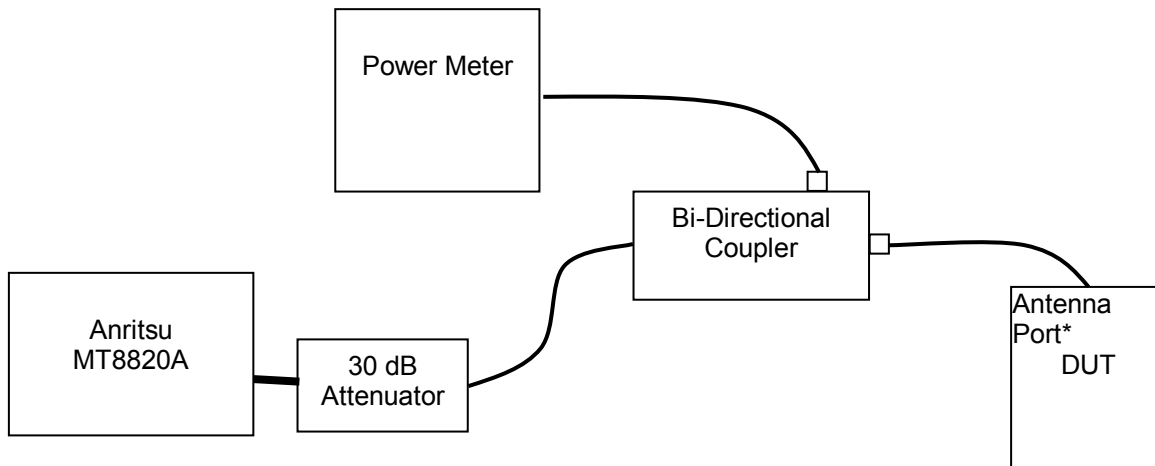 Power Meter
Bi-Directional
Coupler
Anritsu
MT8820A
30 dB
Attenuator
Antenna
Port*
DUT